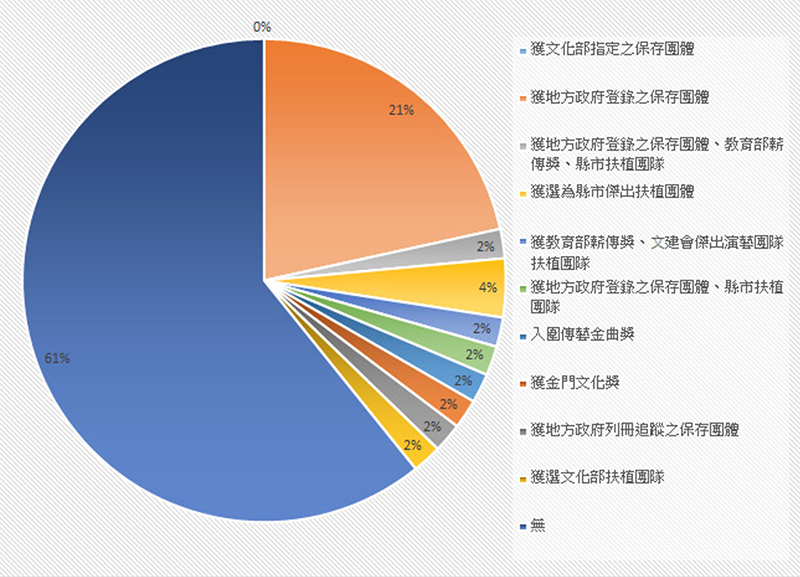 0%
21%
2%
4%
2%
2%
2%
2%
2%
2%
61%
獲文化部指定之保存團體
獲地方政府登錄之保存團體
獲地方政府登錄之保存團體、教育部薪
傳獎、縣市扶植團隊
獲選為縣市傑出扶植團體
獲教育部薪傳獎、文建會傑出演藝團隊
扶植團隊
獲地方政府登錄之保存團體、縣市扶植
團隊
入圍傳藝金曲獎
獲金門文化獎
獲地方政府列冊追蹤之保存團體
獲選文化部扶植團隊
無